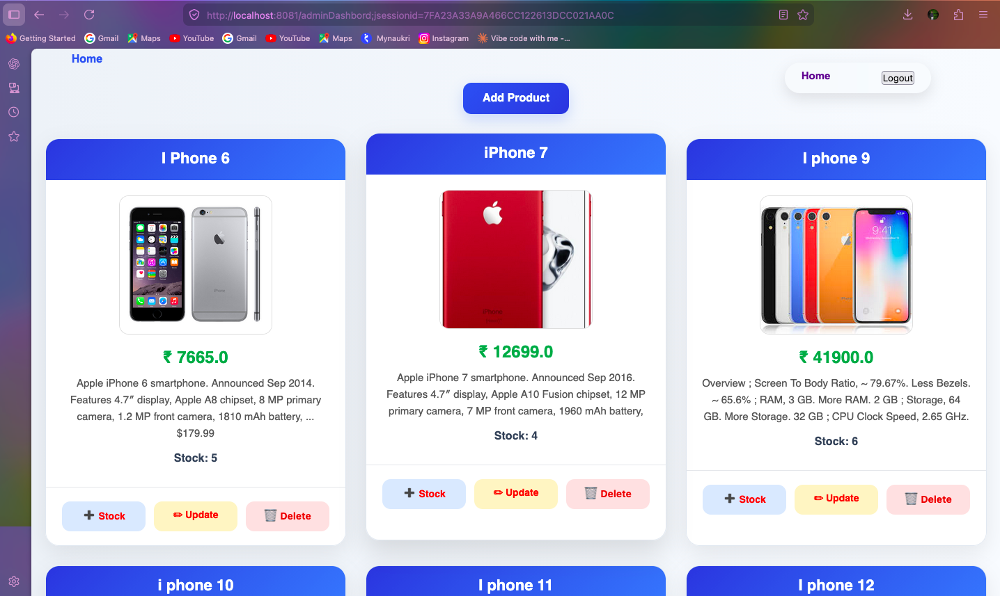 http://localhost:8081/adminDashbord;jsessionid=7FA23A33A9A466CC122613DCC021AA0C
Getting Started Gmail Maps YouTube Gmail YouTube Maps Mynaukri Instagram Vibe code with me -...
Home
Home Logout
Add Product
I Phone 6
₹ 7665.0
Apple iPhone 6 smartphone. Announced Sep 2014.
Features 4.7″ display, Apple A8 chipset, 8 MP primary
camera, 1.2 MP front camera, 1810 mAh battery, ...
$179.99
Stock: 5
➕ Stock ✏ Update 🗑️ Delete
iPhone 7
iPhone
₹ 12699.0
Apple iPhone 7 smartphone. Announced Sep 2016.
Features 4.7″ display, Apple A10 Fusion chipset, 12 MP
primary camera, 7 MP front camera, 1960 mAh battery,
Stock: 4
➕ Stock ✏ Update 🗑️ Delete
I phone 9
9:41
₹ 41900.0
Overview ; Screen To Body Ratio, ~ 79.67%. Less Bezels.
~ 65.6% ; RAM, 3 GB. More RAM. 2 GB ; Storage, 64
GB. More Storage. 32 GB ; CPU Clock Speed, 2.65 GHz.
Stock: 6
➕ Stock ✏ Update 🗑️ Delete
i phone 10
I phone 11
I phone 12